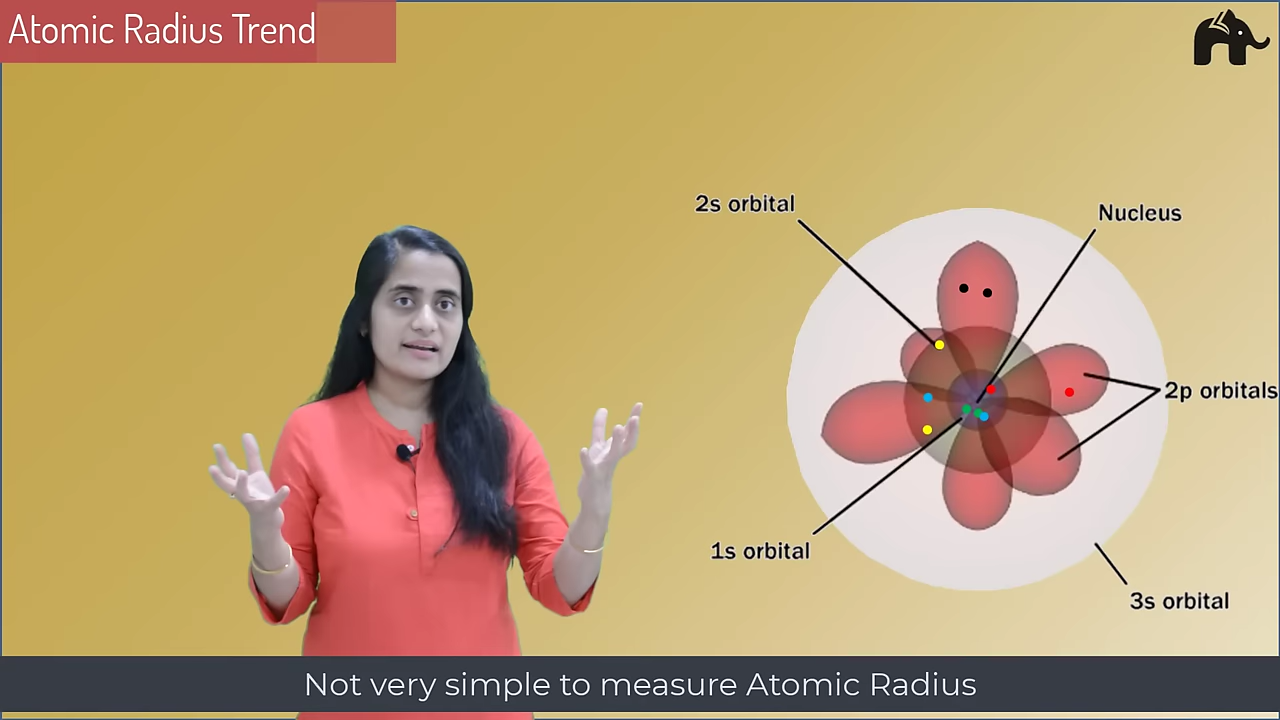 Atomic Radius Trend
2s orbital
Nucleus
2p orbitals
1s orbital
3s orbital
Not very simple to measure Atomic Radius